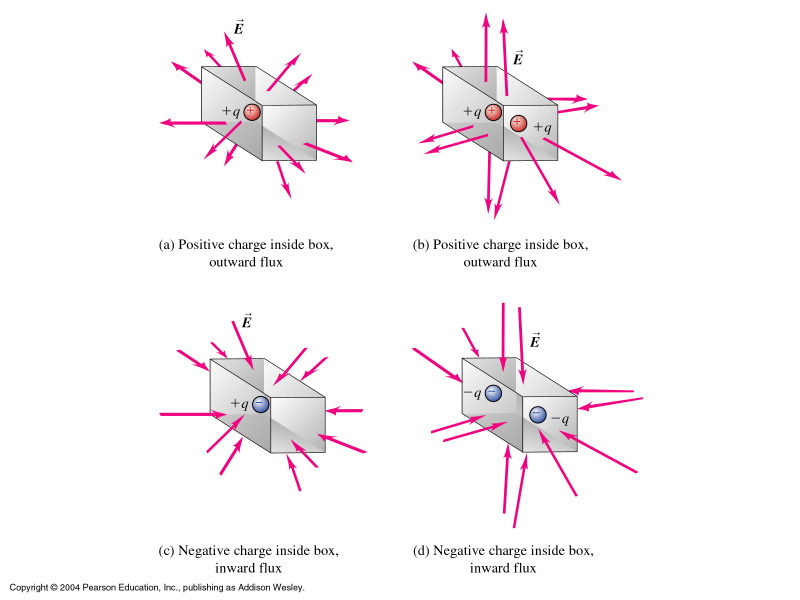 E
E
+q +
+q +
+ +q
(a) Positive charge inside box,
outward flux
(b) Positive charge inside box,
outward flux
E
E
+q −
−q −
− −q
(c) Negative charge inside box,
inward flux
(d) Negative charge inside box,
inward flux
Copyright © 2004 Pearson Education, Inc., publishing as Addison Wesley.